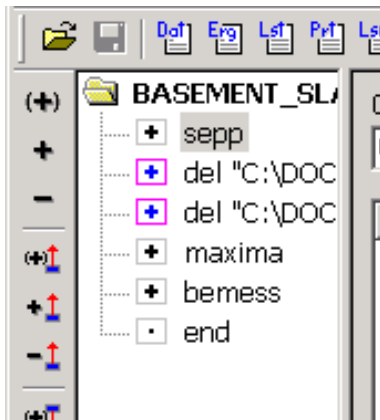 Dat Erg Lst Prt
BASEMENT_SLA
sepp
del "C:\DOC
del "C:\DOC
maxima
bemess
end